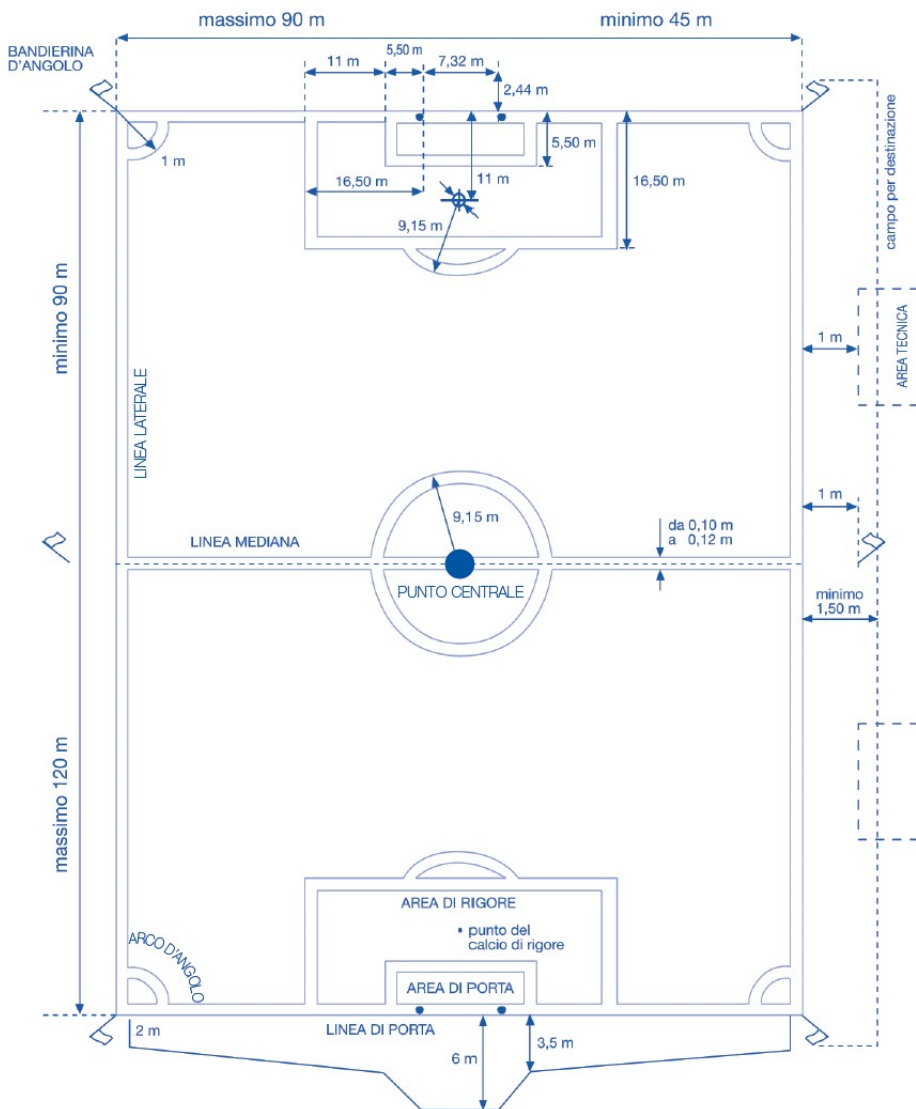 massimo 90 m
minimo 45 m
BANDIERINA
D'ANGOLO
11 m
5,50 m
7,32 m
2,44 m
1 m
16,50 m
11 m
5,50 m
16,50 m
9,15 m
campo per destinazione
minimo 90 m
1 m
AREA TECNICA
LINEA LATERALE
9,15 m
1 m
LINEA MEDIANA
da 0,10 m
a 0,12 m
PUNTO CENTRALE
minimo
1,50 m
massimo 120 m
AREA DI RIGORE
punto del
calcio di rigore
ARCO D'ANGOLO
AREA DI PORTA
2 m
LINEA DI PORTA
6 m
3,5 m